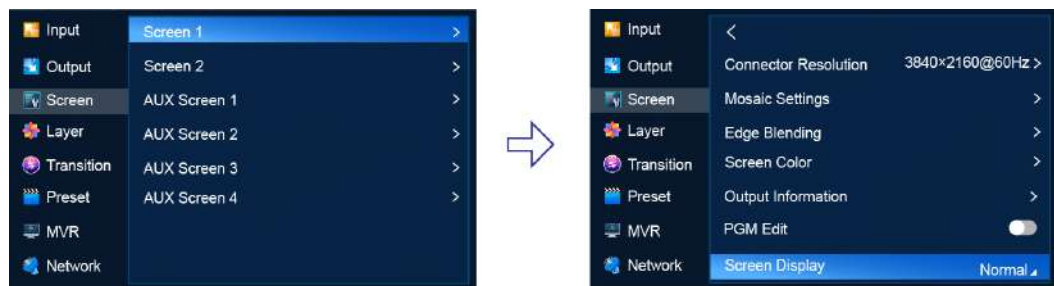 Input
Output
Screen
Layer
Transition
Preset
MVR
Network
Screen 1 >
Screen 2 >
AUX Screen 1 >
AUX Screen 2 >
AUX Screen 3 >
AUX Screen 4 >
Input
Output
Screen
Layer
Transition
Preset
MVR
Network
<
Connector Resolution 3840×2160@60Hz >
Mosaic Settings >
Edge Blending >
Screen Color >
Output Information >
PGM Edit
Screen Display Normal